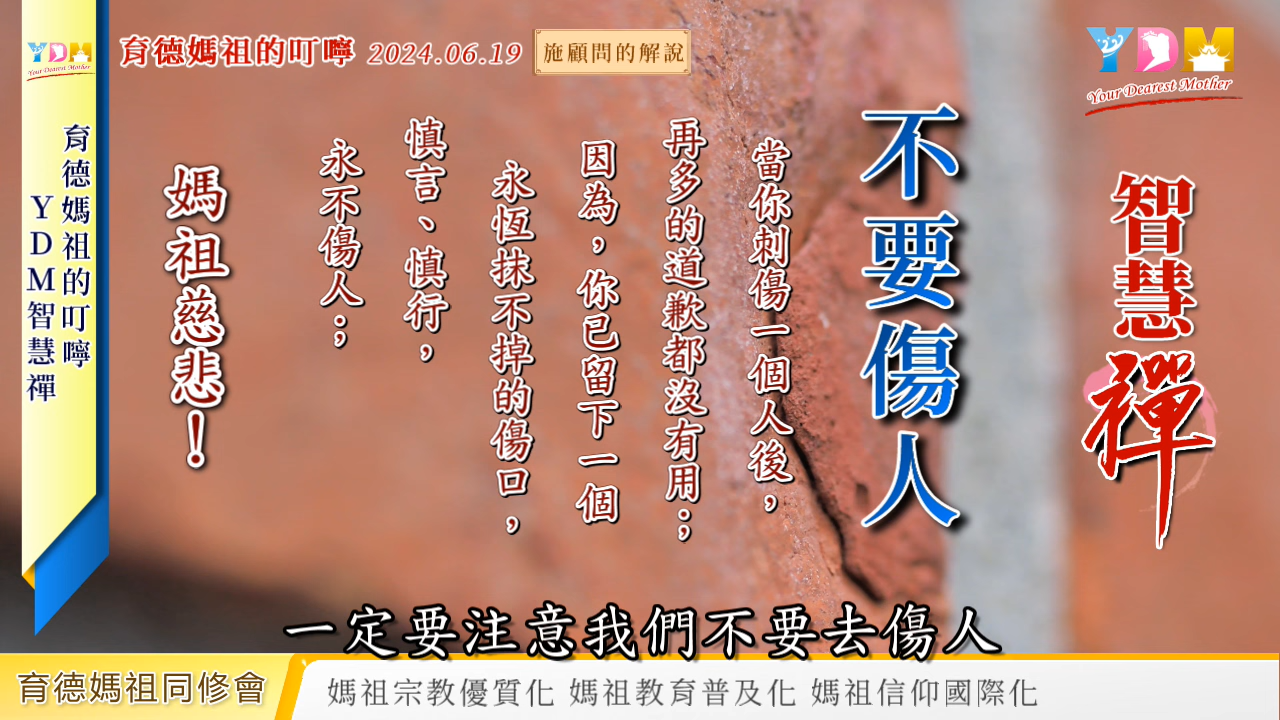 育德媽祖的叮嚀 2024.06.19
施顧問的解說
YDM
Your Dearest Mother
YDM
Your Dearest Mother
智慧禪
不要傷人
當你刺傷一個人後，
再多的道歉都沒有用；
因為，你已留下一個
永恆抹不掉的傷口，
慎言、慎行，
永不傷人；
媽祖慈悲！
育德媽祖的叮嚀
YDM智慧禪
一定要注意我們不要去傷人
育德媽祖同修會
媽祖宗教優質化 媽祖教育普及化 媽祖信仰國際化